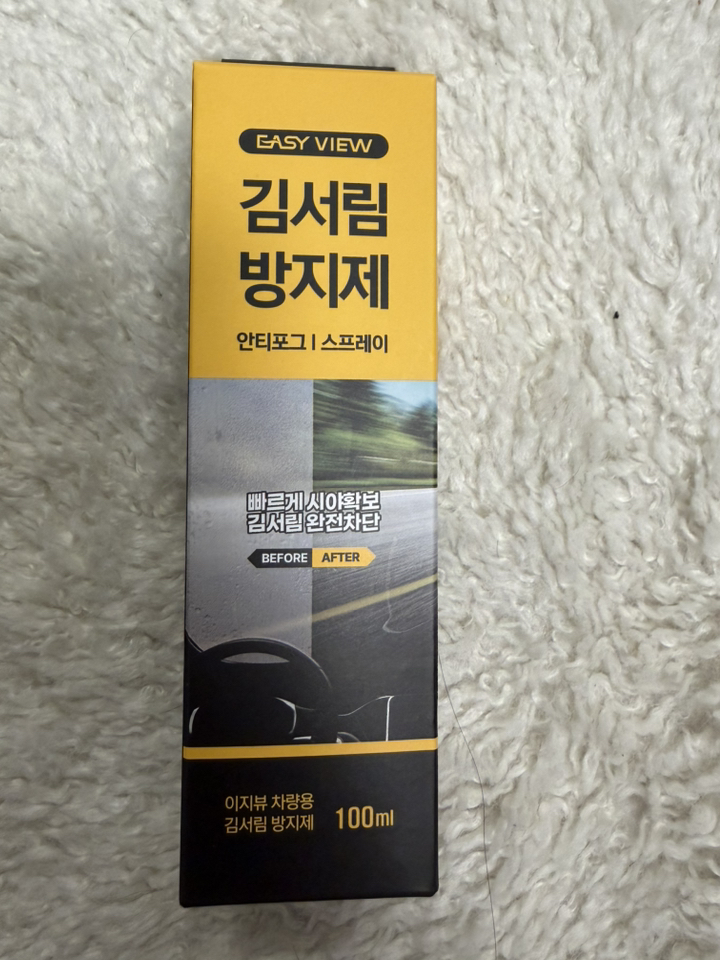 EASY VIEW
김서림
방지제
안티포그 | 스프레이
빠르게 시야확보
김서림 완전차단
BEFORE AFTER
이지뷰 차량용
김서림 방지제 100ml